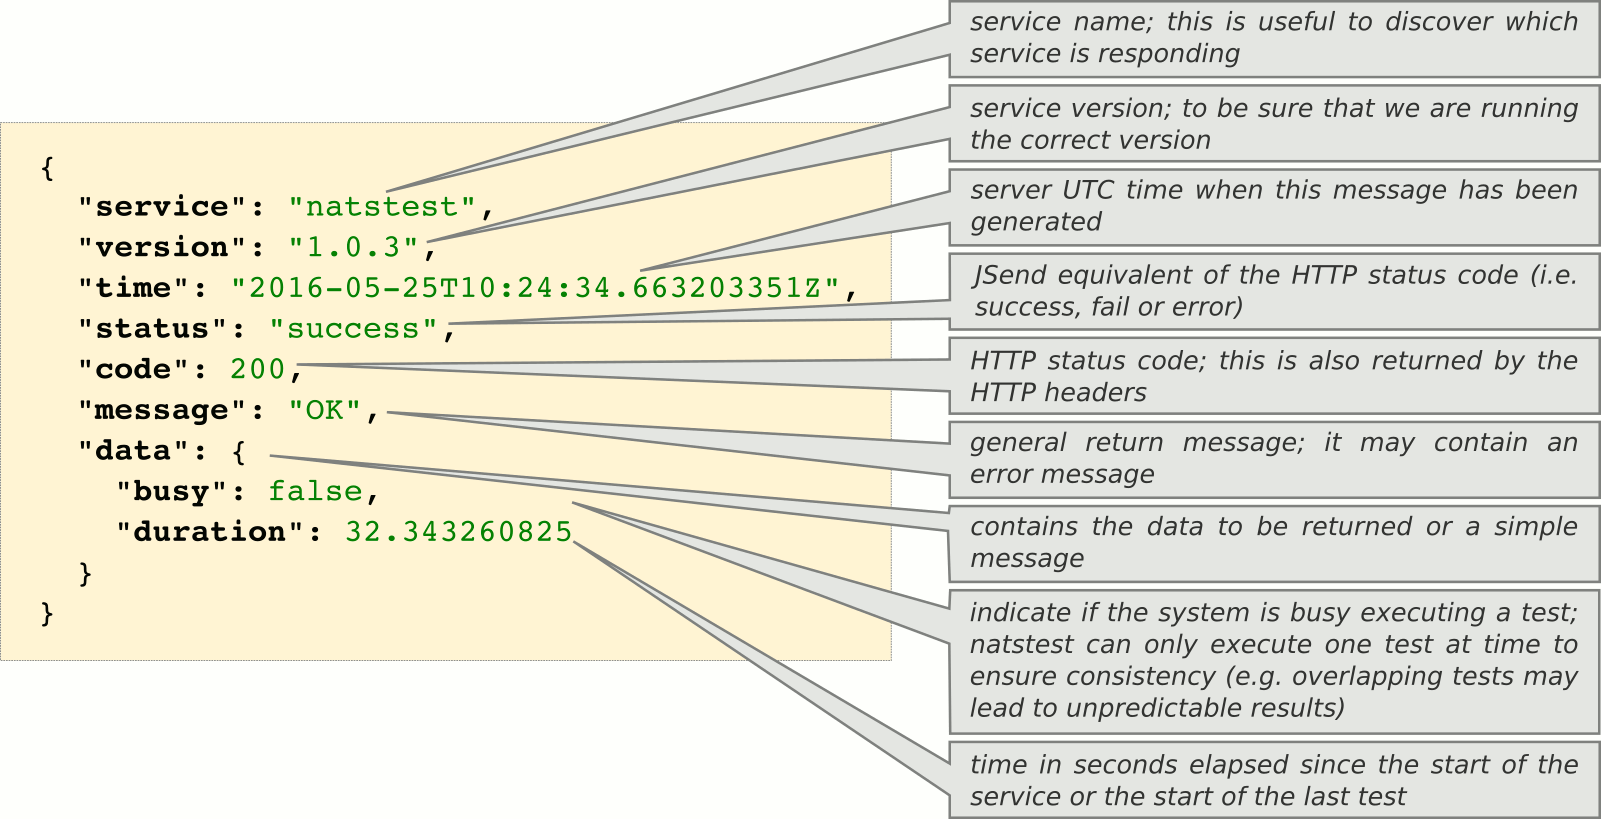 {
"service": "natstest",
"version": "1.0.3",
"time": "2016-05-25T10:24:34.663203351Z",
"status": "success",
"code": 200,
"message": "OK",
"data": {
"busy": false,
"duration": 32.343260825
}
}
service name; this is useful to discover which
service is responding
service version; to be sure that we are running
the correct version
server UTC time when this message has been
generated
JSend equivalent of the HTTP status code (i.e.
success, fail or error)
HTTP status code; this is also returned by the
HTTP headers
general return message; it may contain an
error message
contains the data to be returned or a simple
message
indicate if the system is busy executing a test;
natstest can only execute one test at time to
ensure consistency (e.g. overlapping tests may
lead to unpredictable results)
time in seconds elapsed since the start of the
service or the start of the last test